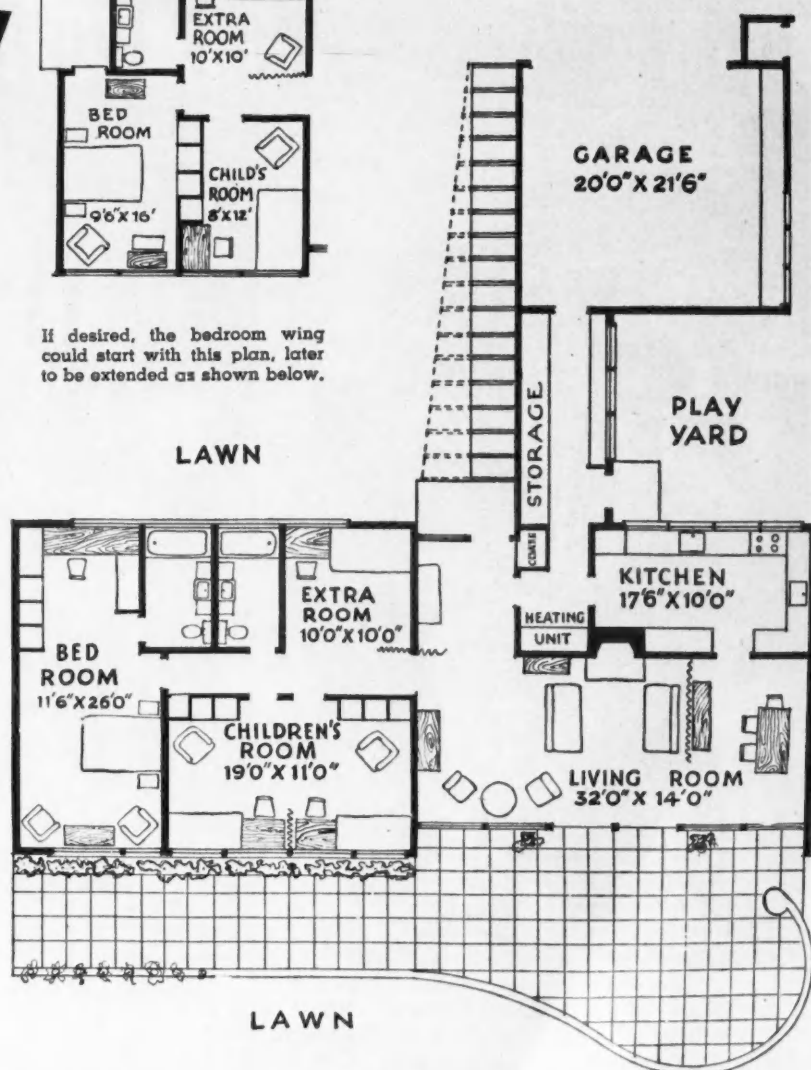 EXTRA
ROOM
10'X10'
BED
ROOM
9'6"X16'
CHILD'S
ROOM
8'X12'
If desired, the bedroom wing
could start with this plan, later
to be extended as shown below.
GARAGE
20'0"X21'6"
STORAGE
PLAY
YARD
LAWN
COATS
KITCHEN
17'6"X10'0"
HEATING
UNIT
EXTRA
ROOM
10'0"X10'0"
BED
ROOM
11'6"X26'0"
CHILDREN'S
ROOM
19'0"X11'0"
LIVING ROOM
32'0"X14'0"
LAWN